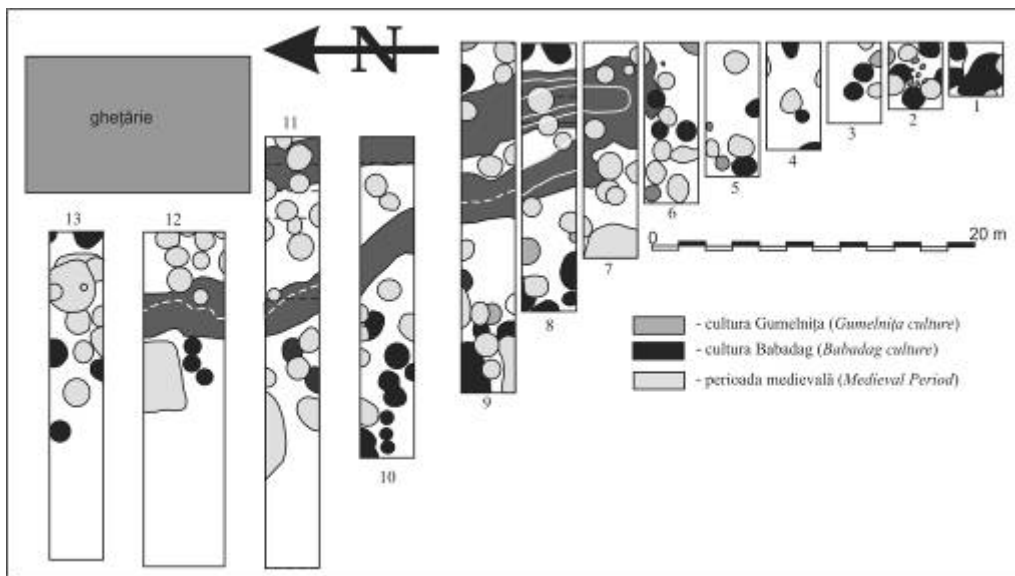 ghețărie
N
11
13
12
10
9
8
7
6
5
4
3
2
1
0
20 m
- cultura Gumelnița (Gumelnița culture)
- cultura Babadag (Babadag culture)
- perioada medievală (Medieval Period)